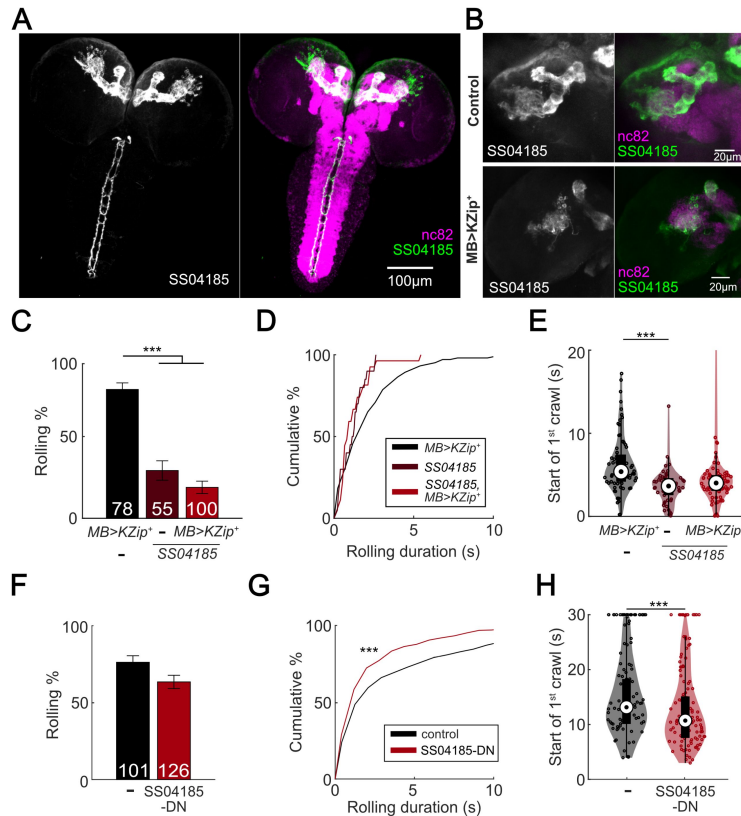 A
SS04185
nc82
SS04185
100μm
B
Control
SS04185
nc82
SS04185
20μm
MB>KZip⁺
SS04185
nc82
SS04185
20μm
C
***
100
50
0
Rolling %
78
55
100
MB>KZip⁺
-
MB>KZip⁺
-
SS04185
D
100
50
0
Cumulative %
MB>KZip⁺
SS04185
SS04185,
MB>KZip⁺
0
5
10
Rolling duration (s)
E
***
20
10
0
Start of 1ˢᵗ crawl (s)
MB>KZip⁺
-
MB>KZip
-
SS04185
F
100
50
0
Rolling %
101
126
-
SS04185
-DN
G
100
50
0
Cumulative %
***
control
SS04185-DN
0
5
10
Rolling duration (s)
H
***
30
20
10
0
Start of 1ˢᵗ crawl (s)
-
SS04185
-DN